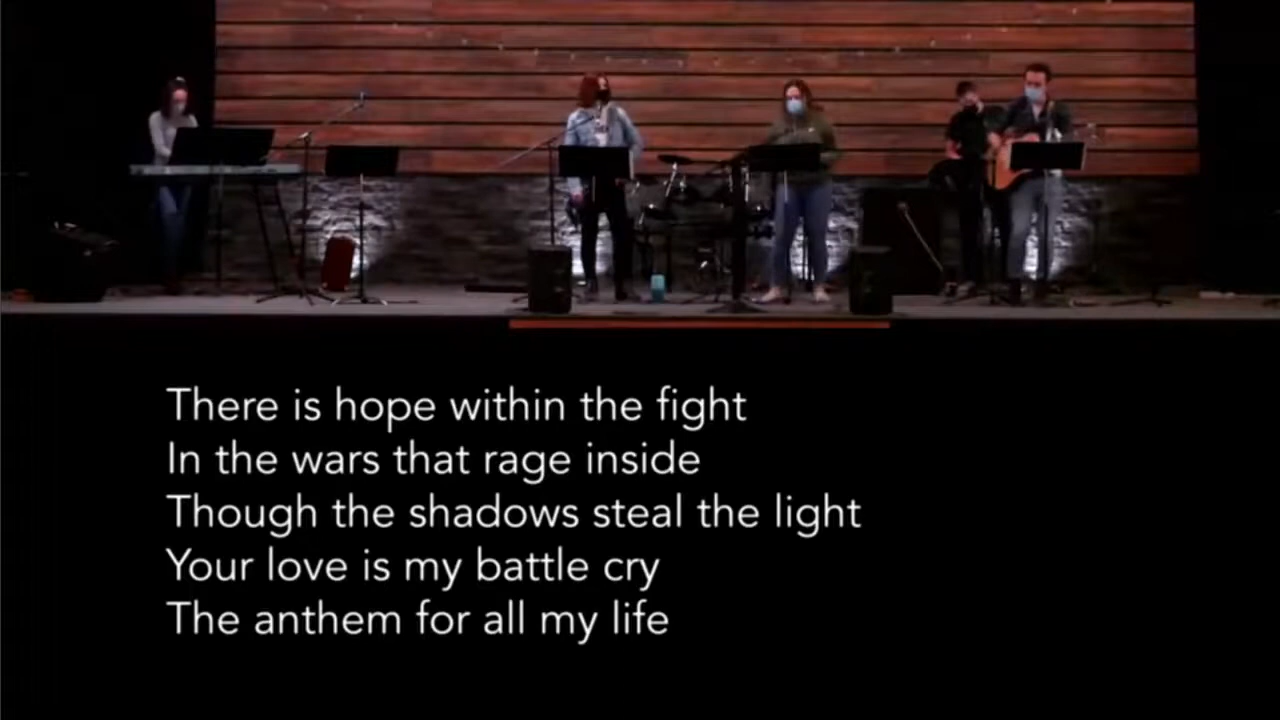 There is hope within the fight
In the wars that rage inside
Though the shadows steal the light
Your love is my battle cry
The anthem for all my life